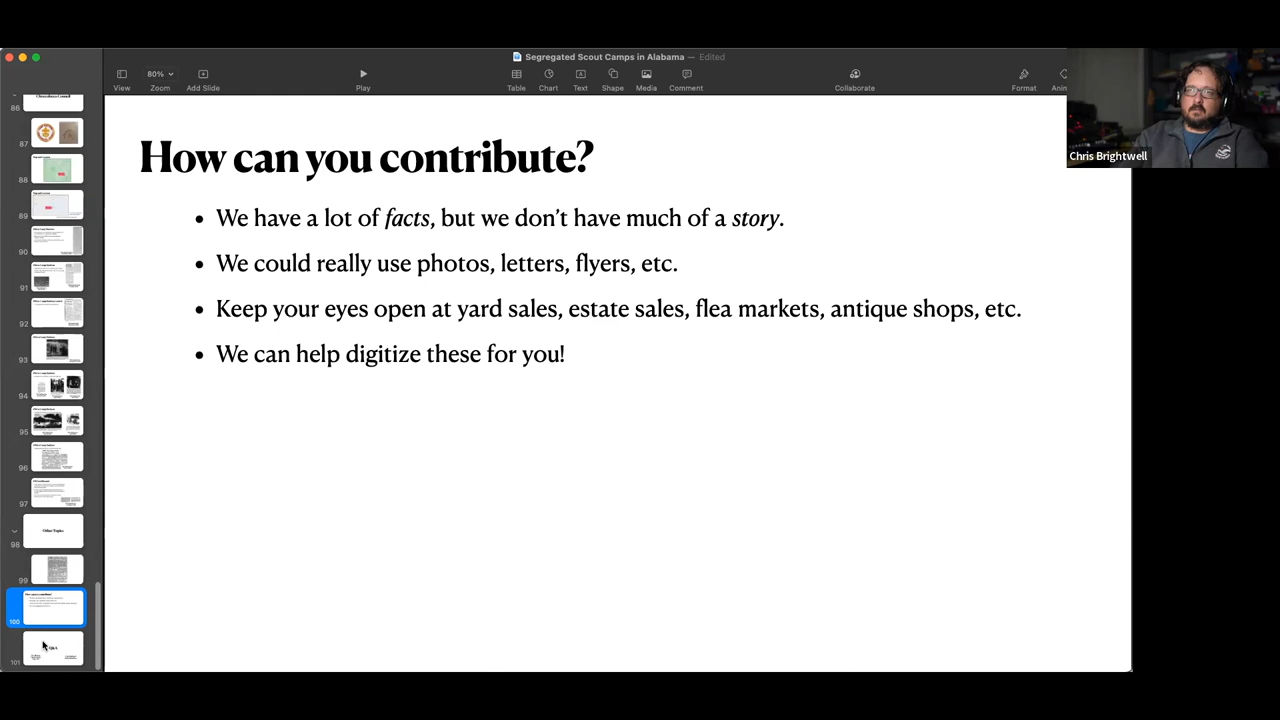 Segregated Scout Camps in Alabama — Edited
80%
View Zoom Add Slide Play Table Chart Text Shape Media Comment Collaborate Format
Chris Brightwell
How can you contribute?
• We have a lot of facts, but we don’t have much of a story.
• We could really use photos, letters, flyers, etc.
• Keep your eyes open at yard sales, estate sales, flea markets, antique shops, etc.
• We can help digitize these for you!
86
87
88
89
90
91
92
93
94
95
96
97
Other Topics
98
99
100
Q&A
101